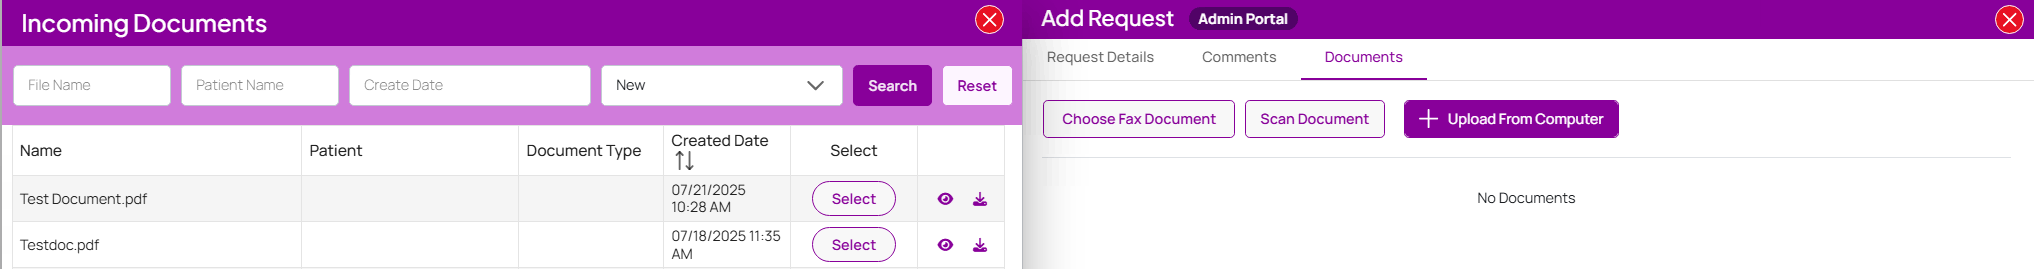 Incoming Documents
File Name
Patient Name
Create Date
New
Search
Reset
Name
Patient
Document Type
Created Date
Select
Test Document.pdf
07/21/2025
10:28 AM
Select
Testdoc.pdf
07/18/2025 11:35
AM
Select
Add Request
Admin Portal
Request Details
Comments
Documents
Choose Fax Document
Scan Document
Upload From Computer
No Documents